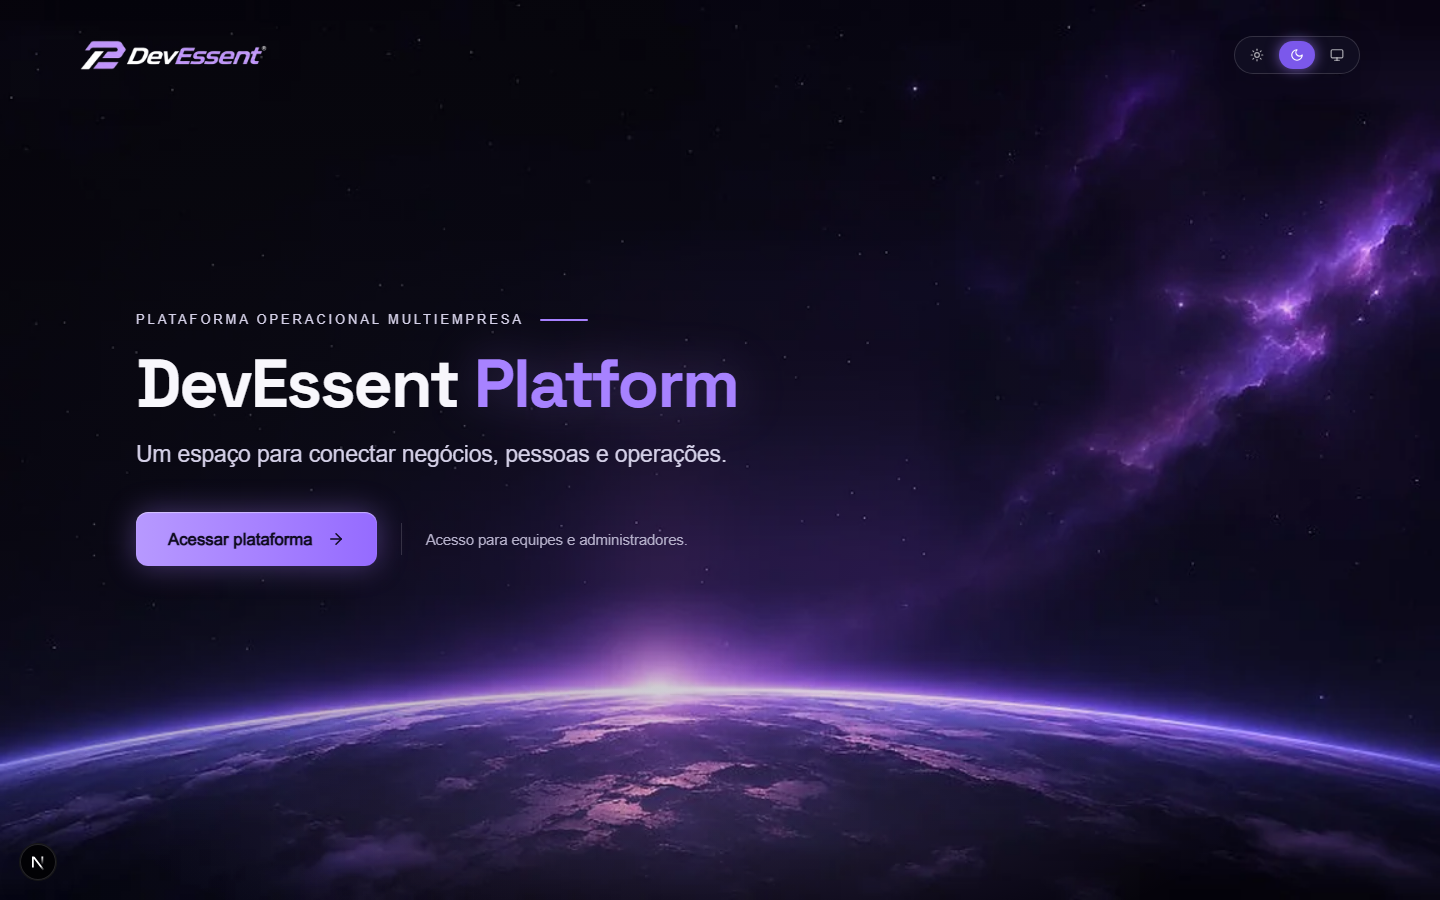 DevEssent®
PLATAFORMA OPERACIONAL MULTIEMPRESA
DevEssent Platform
Um espaço para conectar negócios, pessoas e operações.
Acessar plataforma →
Acesso para equipes e administradores.
N